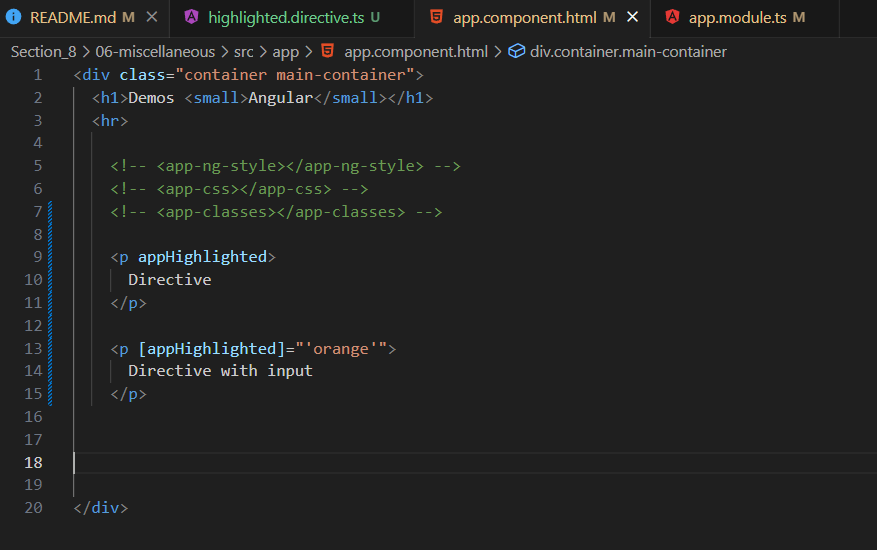 README.md M
highlighted.directive.ts U
app.component.html M
app.module.ts M
Section_8 > 06-miscellaneous > src > app > app.component.html > div.container.main-container
1 <div class="container main-container">
2 <h1>Demos <small>Angular</small></h1>
3 <hr>
4
5 <!-- <app-ng-style></app-ng-style> -->
6 <!-- <app-css></app-css> -->
7 <!-- <app-classes></app-classes> -->
8
9 <p appHighlighted>
10 Directive
11 </p>
12
13 <p [appHighlighted]="'orange'">
14 Directive with input
15 </p>
16
17
18
19
20 </div>